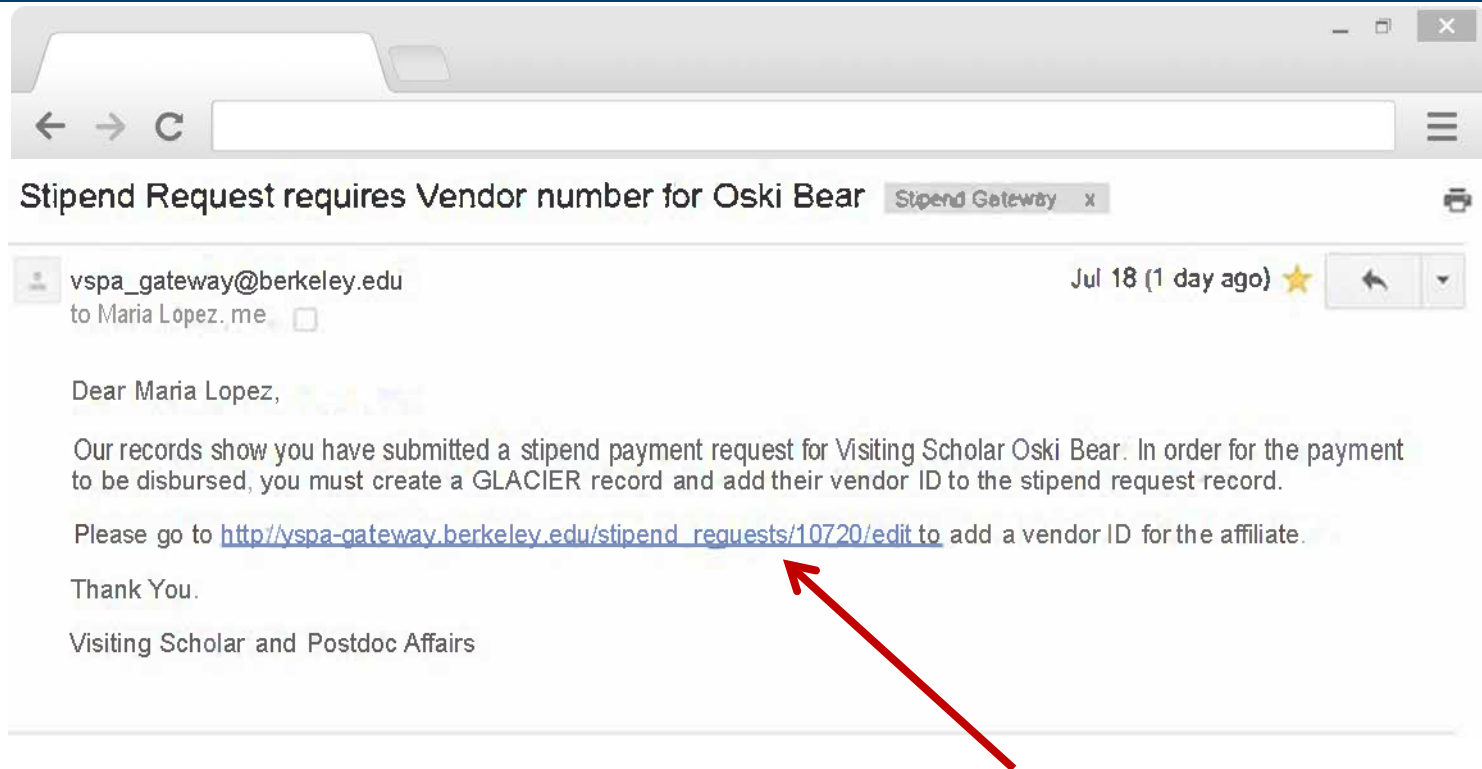 Stipend Request requires Vendor number for Oski Bear Stipend Gateway x
vspa_gateway@berkeley.edu Jul 18 (1 day ago)
to Maria Lopez, me
Dear Maria Lopez,
Our records show you have submitted a stipend payment request for Visiting Scholar Oski Bear. In order for the payment
to be disbursed, you must create a GLACIER record and add their vendor ID to the stipend request record.
Please go to http//vspa-gateway.berkeley.edu/stipend_requests/10720/edit to add a vendor ID for the affiliate.
Thank You.
Visiting Scholar and Postdoc Affairs